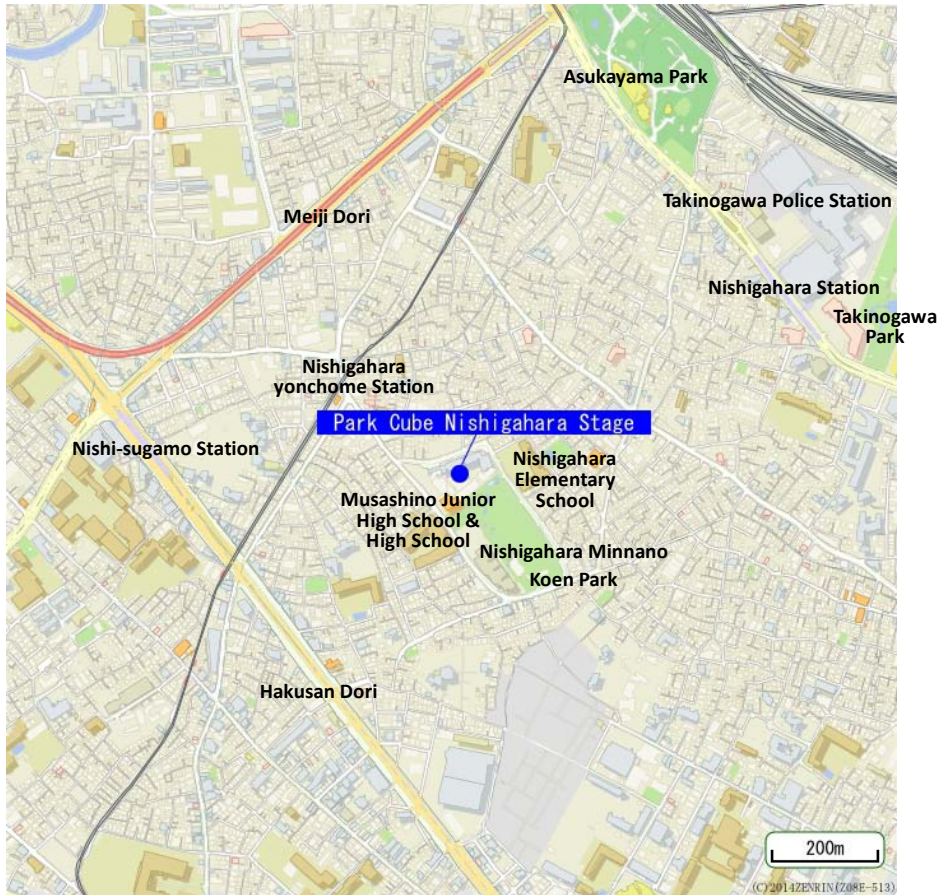 Asukayama Park
Takinogawa Police Station
Meiji Dori
Nishigahara Station
Takinogawa
Park
Nishigahara
yonchome Station
Park Cube Nishigahara Stage
Nishi-sugamo Station
Nishigahara
Elementary
School
Musashino Junior
High School &
High School
Nishigahara Minnano
Koen Park
Hakusan Dori
200m
(C)2014ZENRIN(Z08E-513)